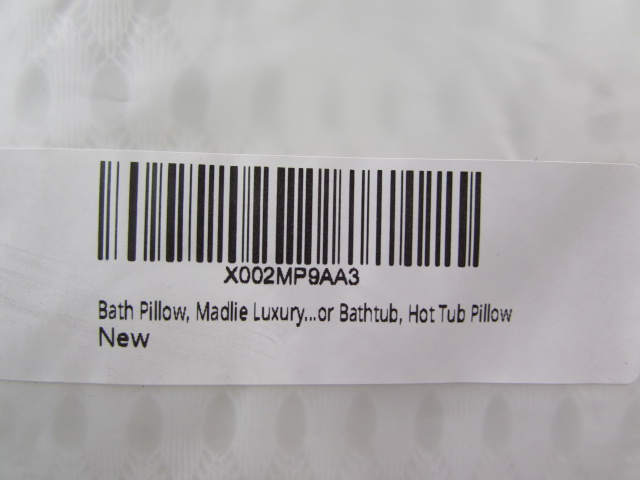 X002MP9AA3
Bath Pillow, Madlie Luxury...or Bathtub, Hot Tub Pillow
New